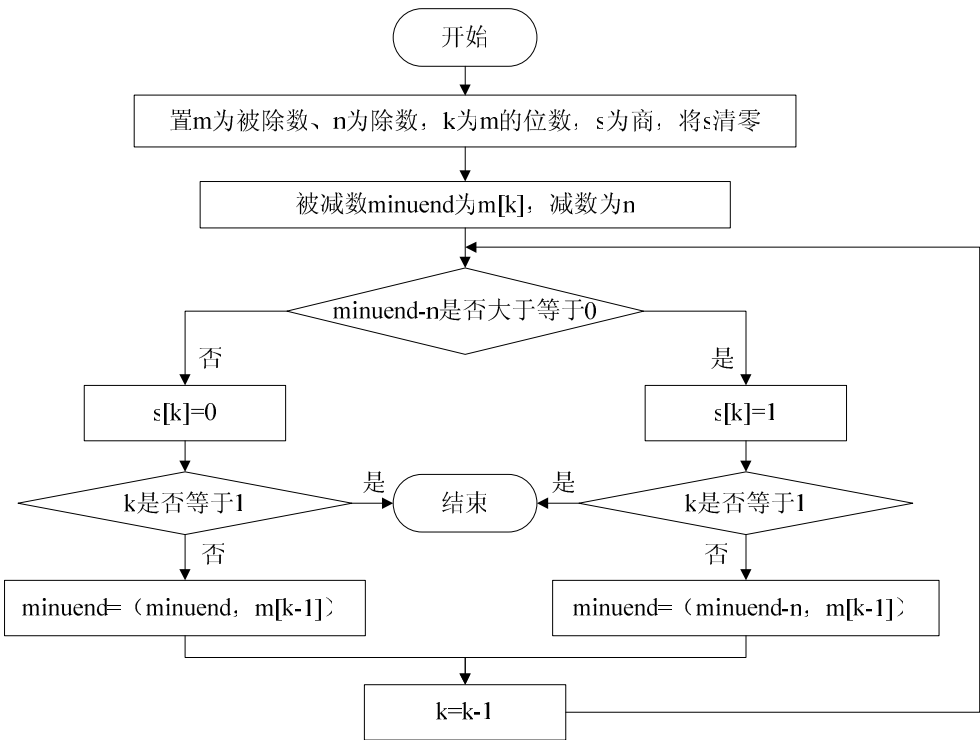 开始
置m为被除数、n为除数，k为m的位数，s为商，将s清零
被减数minuend为m[k]，减数为n
minuend-n是否大于等于0
否
是
s[k]=0
s[k]=1
k是否等于1
是
结束
是
k是否等于1
否
否
minuend=（minuend，m[k-1]）
minuend=（minuend-n，m[k-1]）
k=k-1